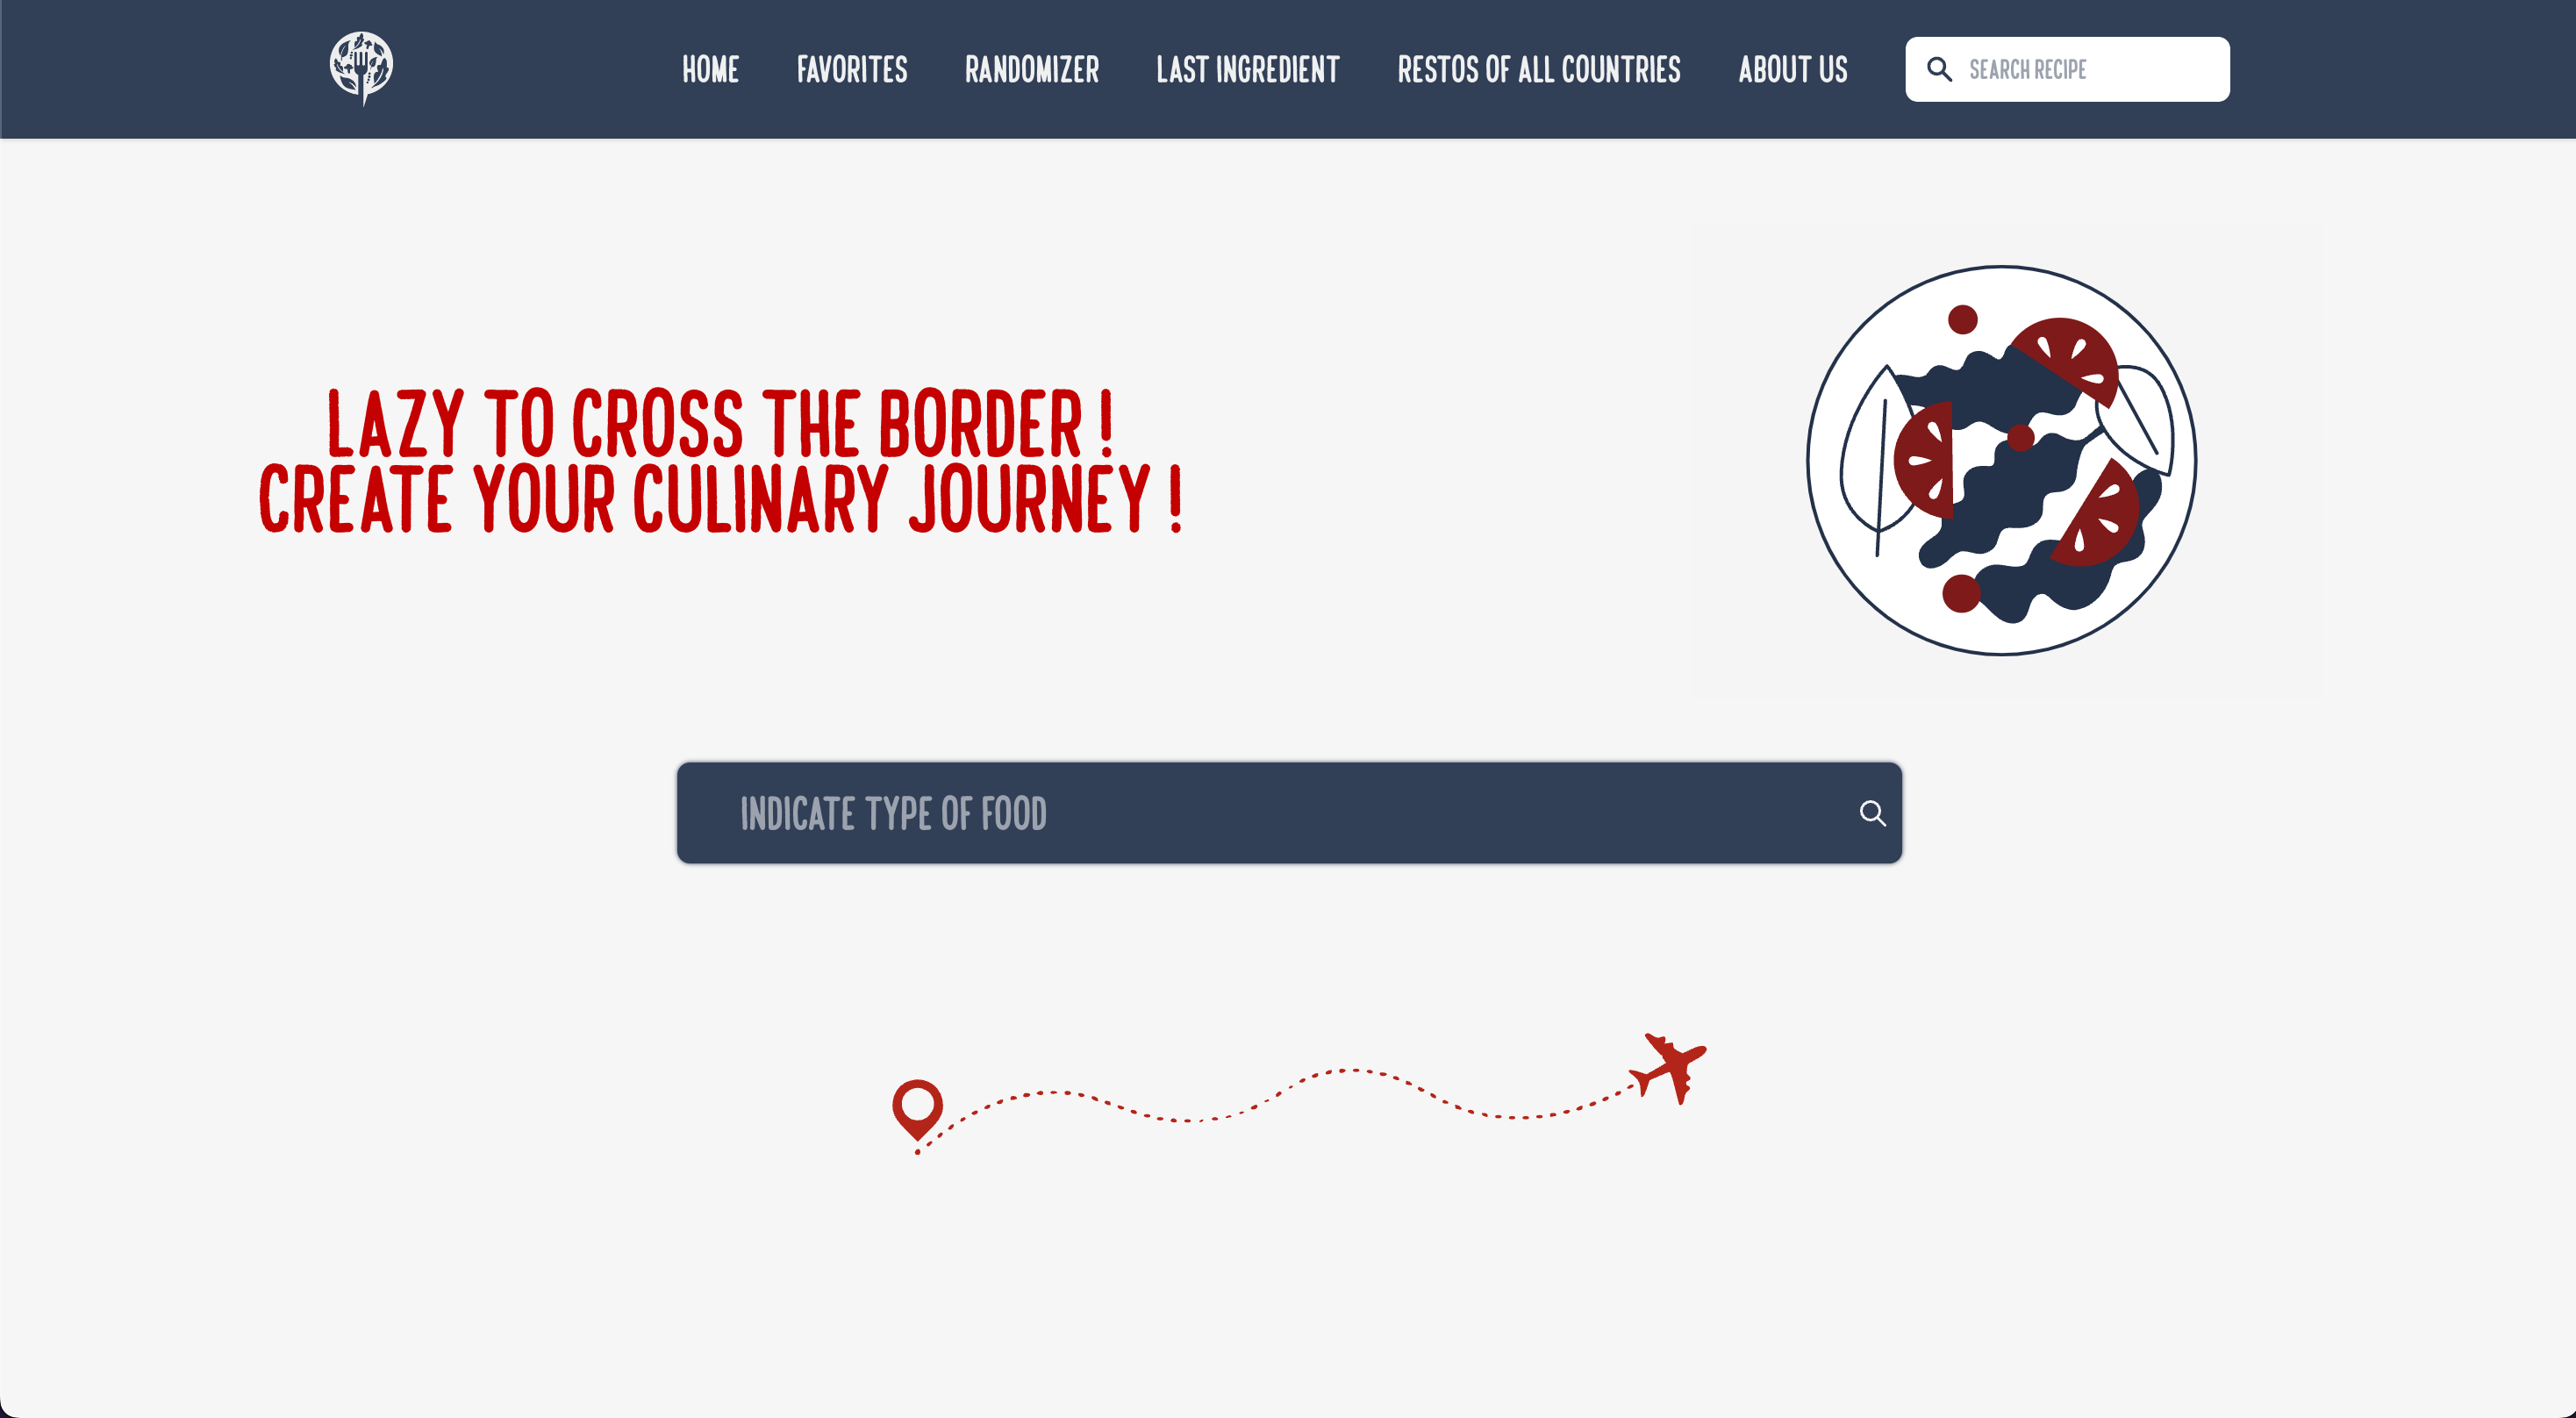 HOME
FAVORITES
RANDOMIZER
LAST INGREDIENT
RESTOS OF ALL COUNTRIES
ABOUT US
SEARCH RECIPE
LAZY TO CROSS THE BORDER !
CREATE YOUR CULINARY JOURNEY !
INDICATE TYPE OF FOOD